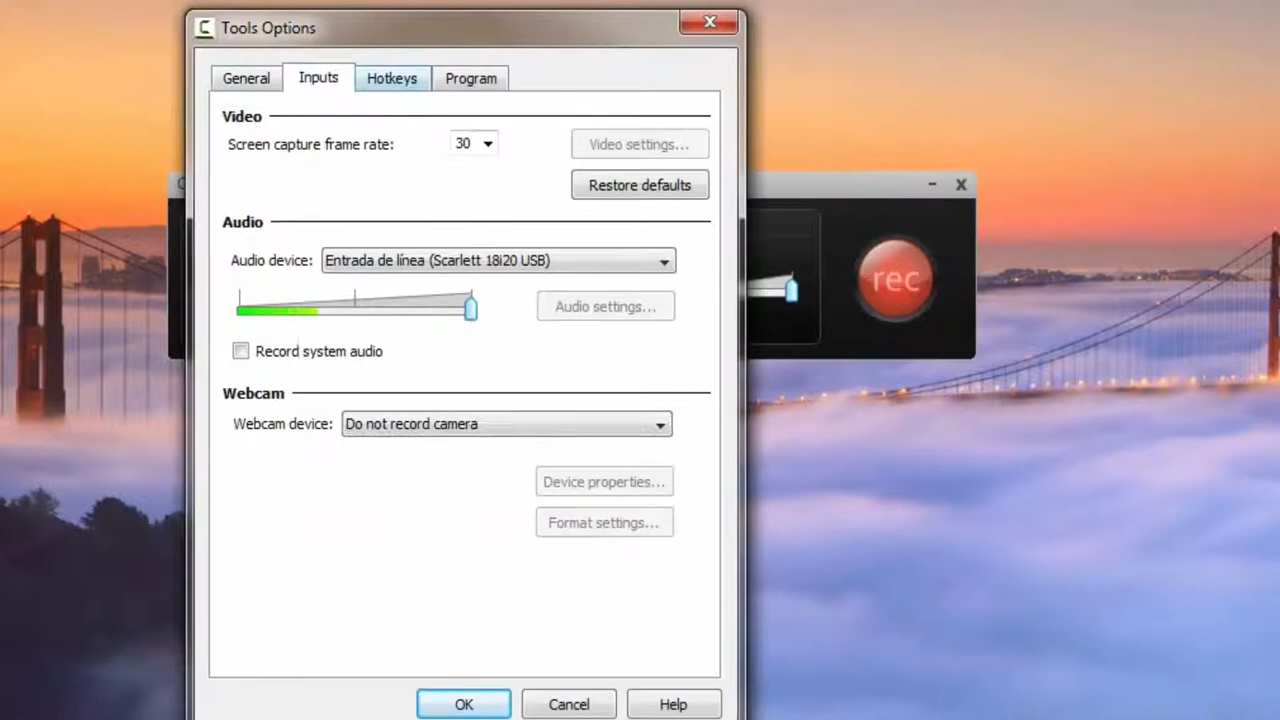 Tools Options
General Inputs Hotkeys Program
Video
Screen capture frame rate: 30 Video settings...
Restore defaults
Audio
Audio device: Entrada de línea (Scarlett 18i20 USB)
Audio settings...
rec
Record system audio
Webcam
Webcam device: Do not record camera
Device properties...
Format settings...
OK Cancel Help